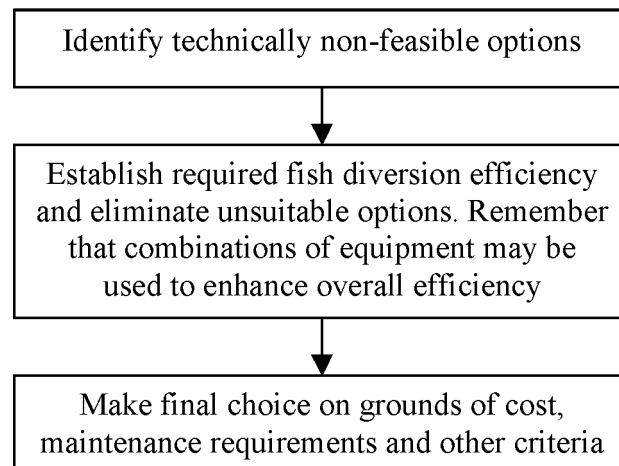 Identify technically non-feasible options
Establish required fish diversion efficiency
and eliminate unsuitable options. Remember
that combinations of equipment may be
used to enhance overall efficiency
Make final choice on grounds of cost,
maintenance requirements and other criteria